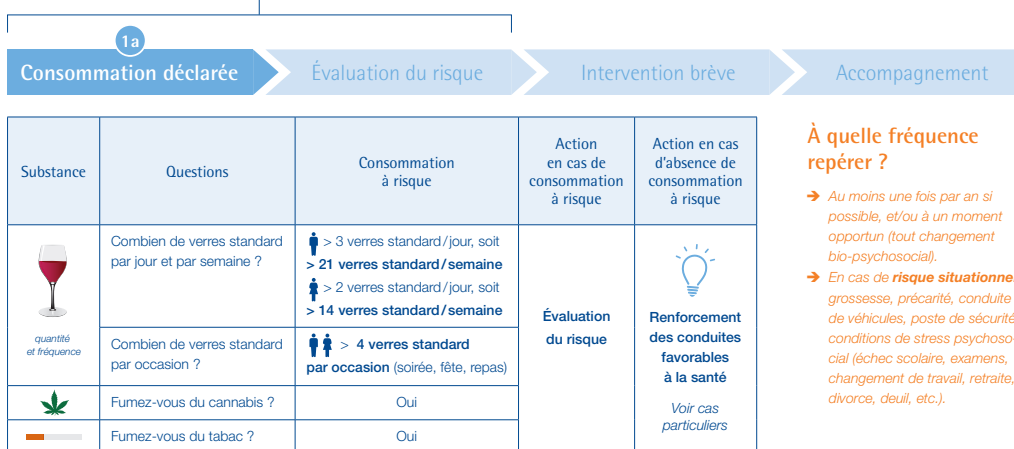 1a
Consommation déclarée
Évaluation du risque
Intervention brève
Accompagnement
Substance
Questions
Consommation
à risque
Action
en cas de
consommation
à risque
Action en cas
d'absence de
consommation
à risque
quantité
et fréquence
Combien de verres standard
par jour et par semaine ?
> 3 verres standard/jour, soit
> 21 verres standard/semaine
> 2 verres standard/jour, soit
> 14 verres standard/semaine
Combien de verres standard
par occasion ?
> 4 verres standard
par occasion (soirée, fête, repas)
Fumez-vous du cannabis ?
Oui
Fumez-vous du tabac ?
Oui
Évaluation
du risque
Renforcement
des conduites
favorables
à la santé
Voir cas
particuliers
À quelle fréquence
repérer ?
➔ Au moins une fois par an si
possible, et/ou à un moment
opportun (tout changement
bio-psychosocial).
➔ En cas de risque situationne
grossesse, précarité, conduite
de véhicules, poste de sécurité
conditions de stress psychoso-
cial (échec scolaire, examens,
changement de travail, retraite,
divorce, deuil, etc.).